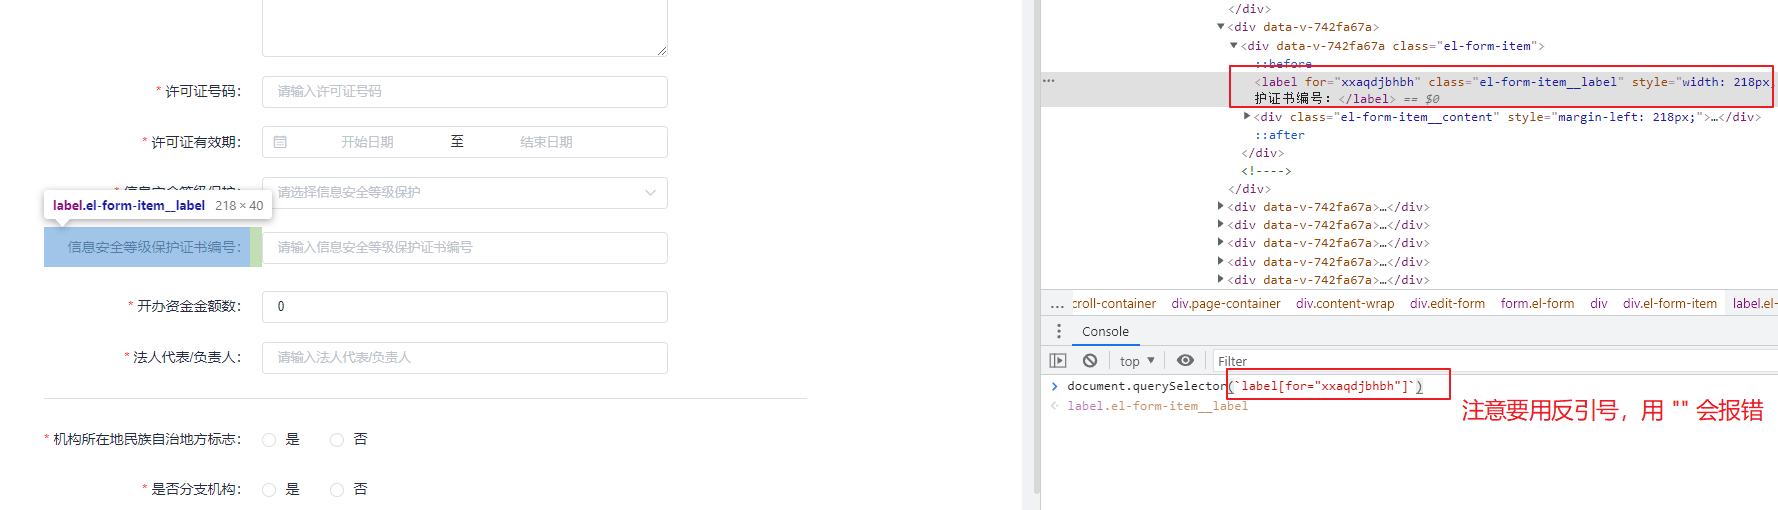 * 许可证号码：
请输入许可证号码
* 许可证有效期：
开始日期 至 结束日期
请选择信息安全等级保护
label.el-form-item__label 218 × 40
信息安全等级保护证书编号：
请输入信息安全等级保护证书编号
* 开办资金金额数：
0
* 法人代表/负责人：
请输入法人代表/负责人
* 机构所在地民族自治地方标志：
是 否
* 是否分支机构：
是 否
</div>
▼<div data-v-742fa67a>
▼<div data-v-742fa67a class="el-form-item">
::before
<label for="xxaqdjbhbh" class="el-form-item__label" style="width: 218px
护证书编号：</label> == $0
▶<div class="el-form-item__content" style="margin-left: 218px;">…</div>
::after
</div>
<!---->
</div>
▶<div data-v-742fa67a>…</div>
▶<div data-v-742fa67a>…</div>
▶<div data-v-742fa67a>…</div>
▶<div data-v-742fa67a>…</div>
▶<div data-v-742fa67a>…</div>
... croll-container div.page-container div.content-wrap div.edit-form form.el-form div div.el-form-item label.el-
Console
top ▼ Filter
> document.querySelector(`label[for="xxaqdjbhbh"]`)
label.el-form-item__label
注意要用反引号，用 "" 会报错